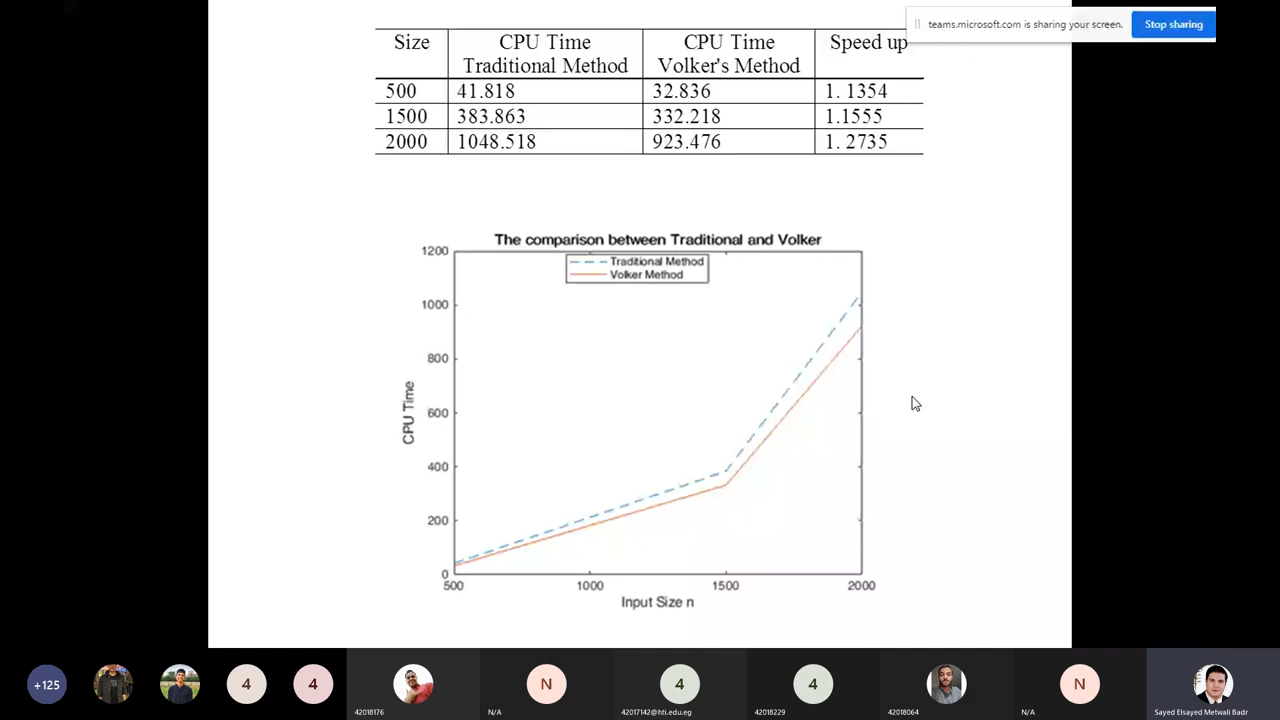 teams.microsoft.com is sharing your screen. Stop sharing
Size CPU Time CPU Time Speed up
Traditional Method Volker's Method
500 41.818 32.836 1. 1354
1500 383.863 332.218 1.1555
2000 1048.518 923.476 1. 2735
The comparison between Traditional and Volker
Traditional Method
Volker Method
1200
1000
800
600
400
200
0
CPU Time
500 1000 1500 2000
Input Size n
+125 4 4 N 4 4 N
42018176 N/A 42017142@hti.edu.eg 42018229 42018064 N/A Sayed Elsayed Metwali Badr